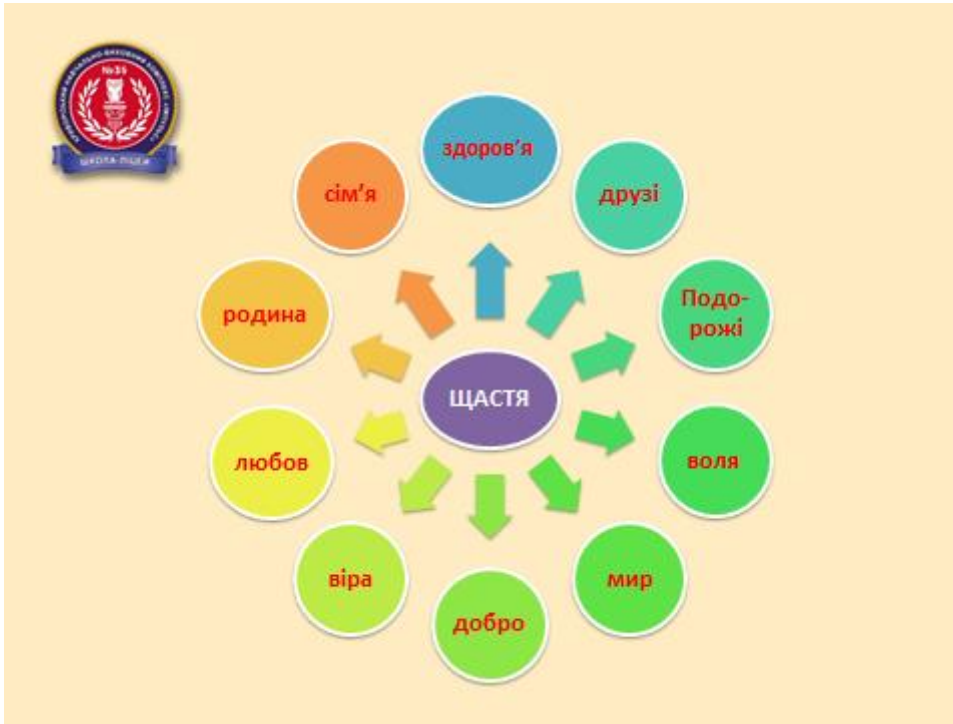 №35
ШКОЛА-ЛІЦЕЙ
здоров’я
сім’я
друзі
родина
Подо-
рожі
ЩАСТЯ
любов
воля
віра
мир
добро